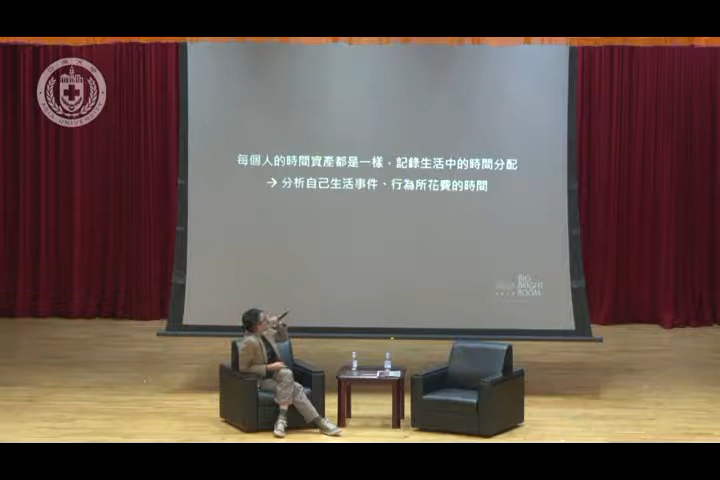 ASIA UNIVERSITY
每個人的時間資產都是一樣，記錄生活中的時間分配
→ 分析自己生活事件、行為所花費的時間
BIG
BRIGHT
ROOM